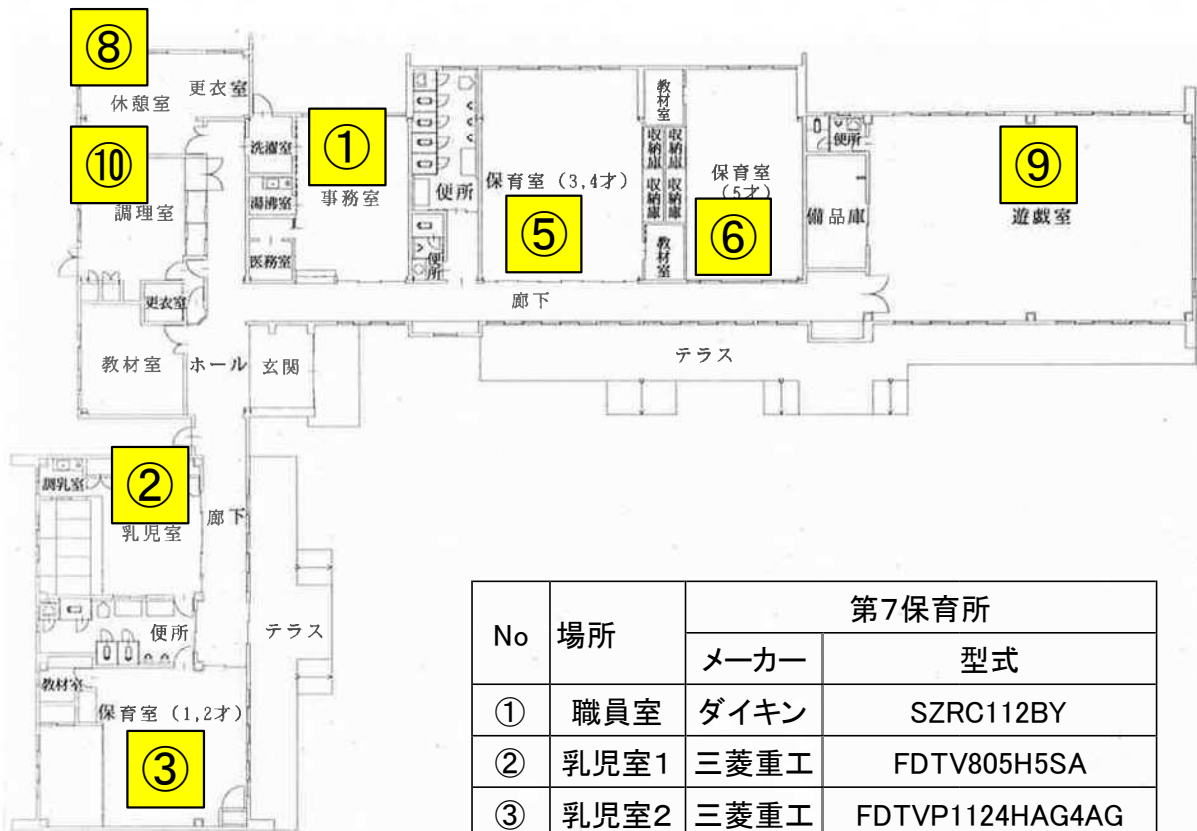 ⑧
休憩室
更衣室
⑩
調理室
洗濯室
湯沸室
医務室
①
事務室
便所
便所
保育室（3,4才）
⑤
教材室
収納庫
収納庫
収納庫
収納庫
教材室
保育室
（5才）
⑥
便所
備品庫
⑨
遊戯室
更衣室
廊下
教材室
ホール
玄関
テラス
調乳室
②
乳児室
廊下
便所
テラス
教材室
保育室（1,2才）
③
No 場所 第7保育所
メーカー 型式
① 職員室 ダイキン SZRC112BY
② 乳児室1 三菱重工 FDTV805H5SA
③ 乳児室2 三菱重工 FDTVP1124HAG4AG